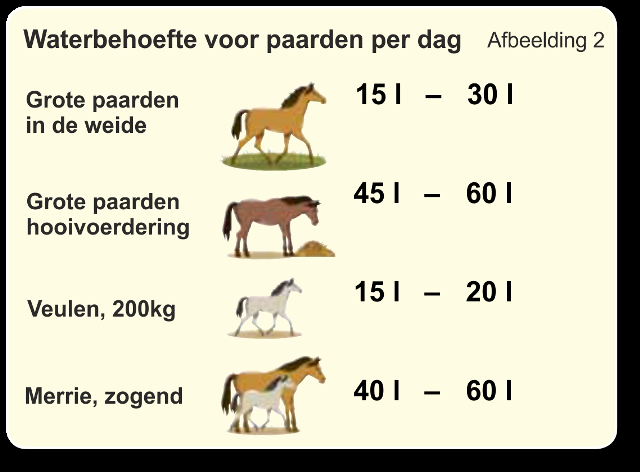 Waterbehoefte voor paarden per dag Afbeelding 2
Grote paarden
in de weide
15 l – 30 l
Grote paarden
hooivoerdering
45 l – 60 l
Veulen, 200kg
15 l – 20 l
Merrie, zogend
40 l – 60 l